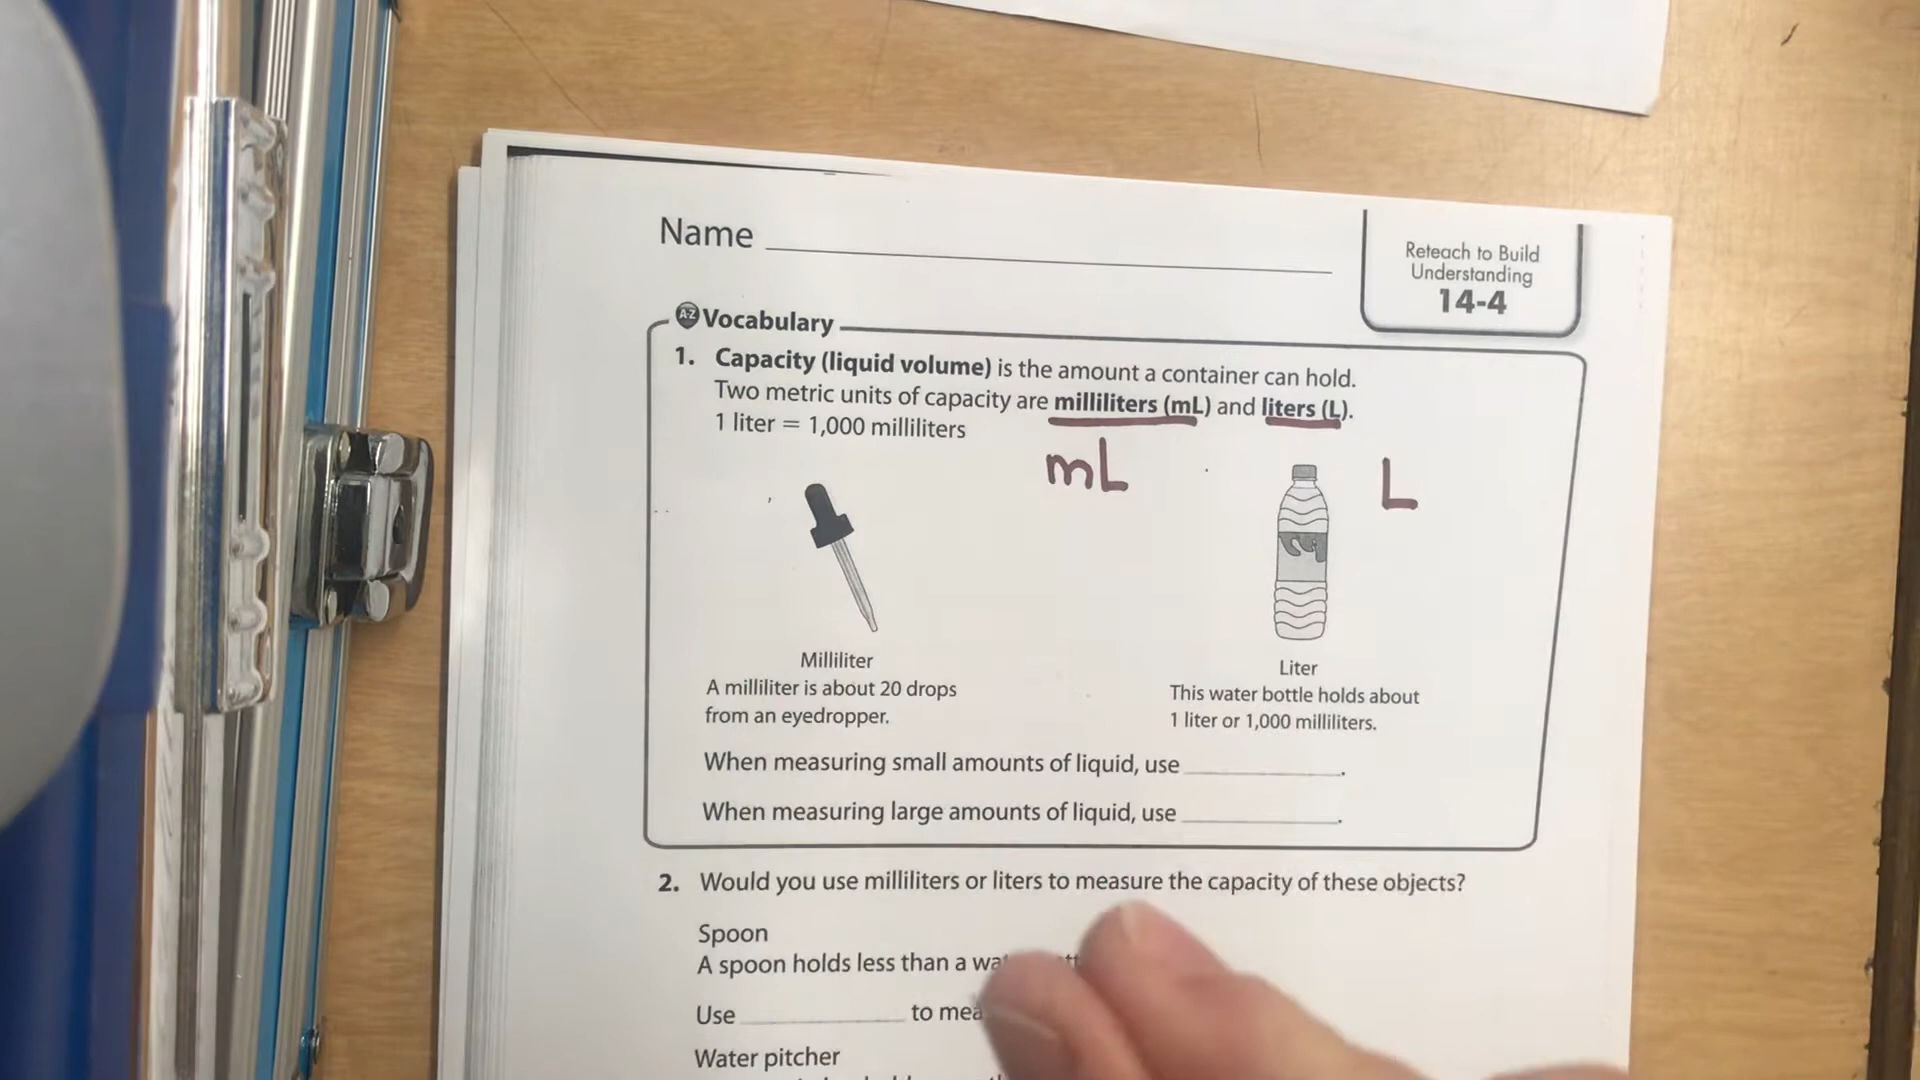 Name
Reteach to Build
Understanding
14-4
A-Z Vocabulary
1. Capacity (liquid volume) is the amount a container can hold.
Two metric units of capacity are milliliters (mL) and liters (L).
1 liter = 1,000 milliliters
mL
L
Milliliter
A milliliter is about 20 drops
from an eyedropper.
Liter
This water bottle holds about
1 liter or 1,000 milliliters.
When measuring small amounts of liquid, use ____________.
When measuring large amounts of liquid, use ____________.
2. Would you use milliliters or liters to measure the capacity of these objects?
Spoon
A spoon holds less than a
Use ____________ to
Water pitcher